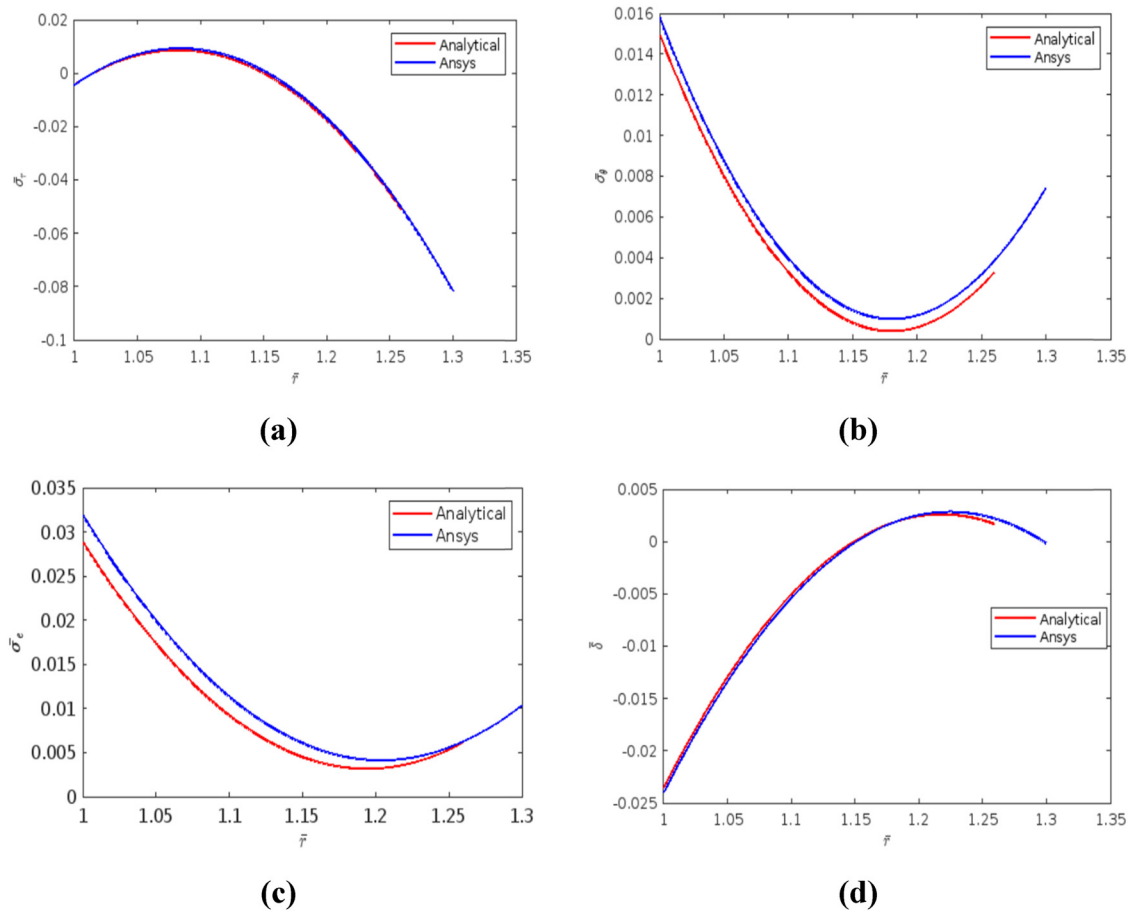 0.02
0
-0.02
-0.04
-0.06
-0.08
-0.1
σ̄r
1 1.05 1.1 1.15 1.2 1.25 1.3 1.35
r̄
Analytical
Ansys
(a)
0.016
0.014
0.012
0.01
0.008
0.006
0.004
0.002
0
σ̄θ
1 1.05 1.1 1.15 1.2 1.25 1.3 1.35
r̄
Analytical
Ansys
(b)
0.035
0.03
0.025
0.02
0.015
0.01
0.005
0
σ̄e
1 1.05 1.1 1.15 1.2 1.25 1.3
r̄
Analytical
Ansys
(c)
0.005
0
-0.005
-0.01
-0.015
-0.02
-0.025
δ̄
1 1.05 1.1 1.15 1.2 1.25 1.3 1.35
r̄
Analytical
Ansys
(d)